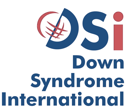 DSi
Down
Syndrome
International